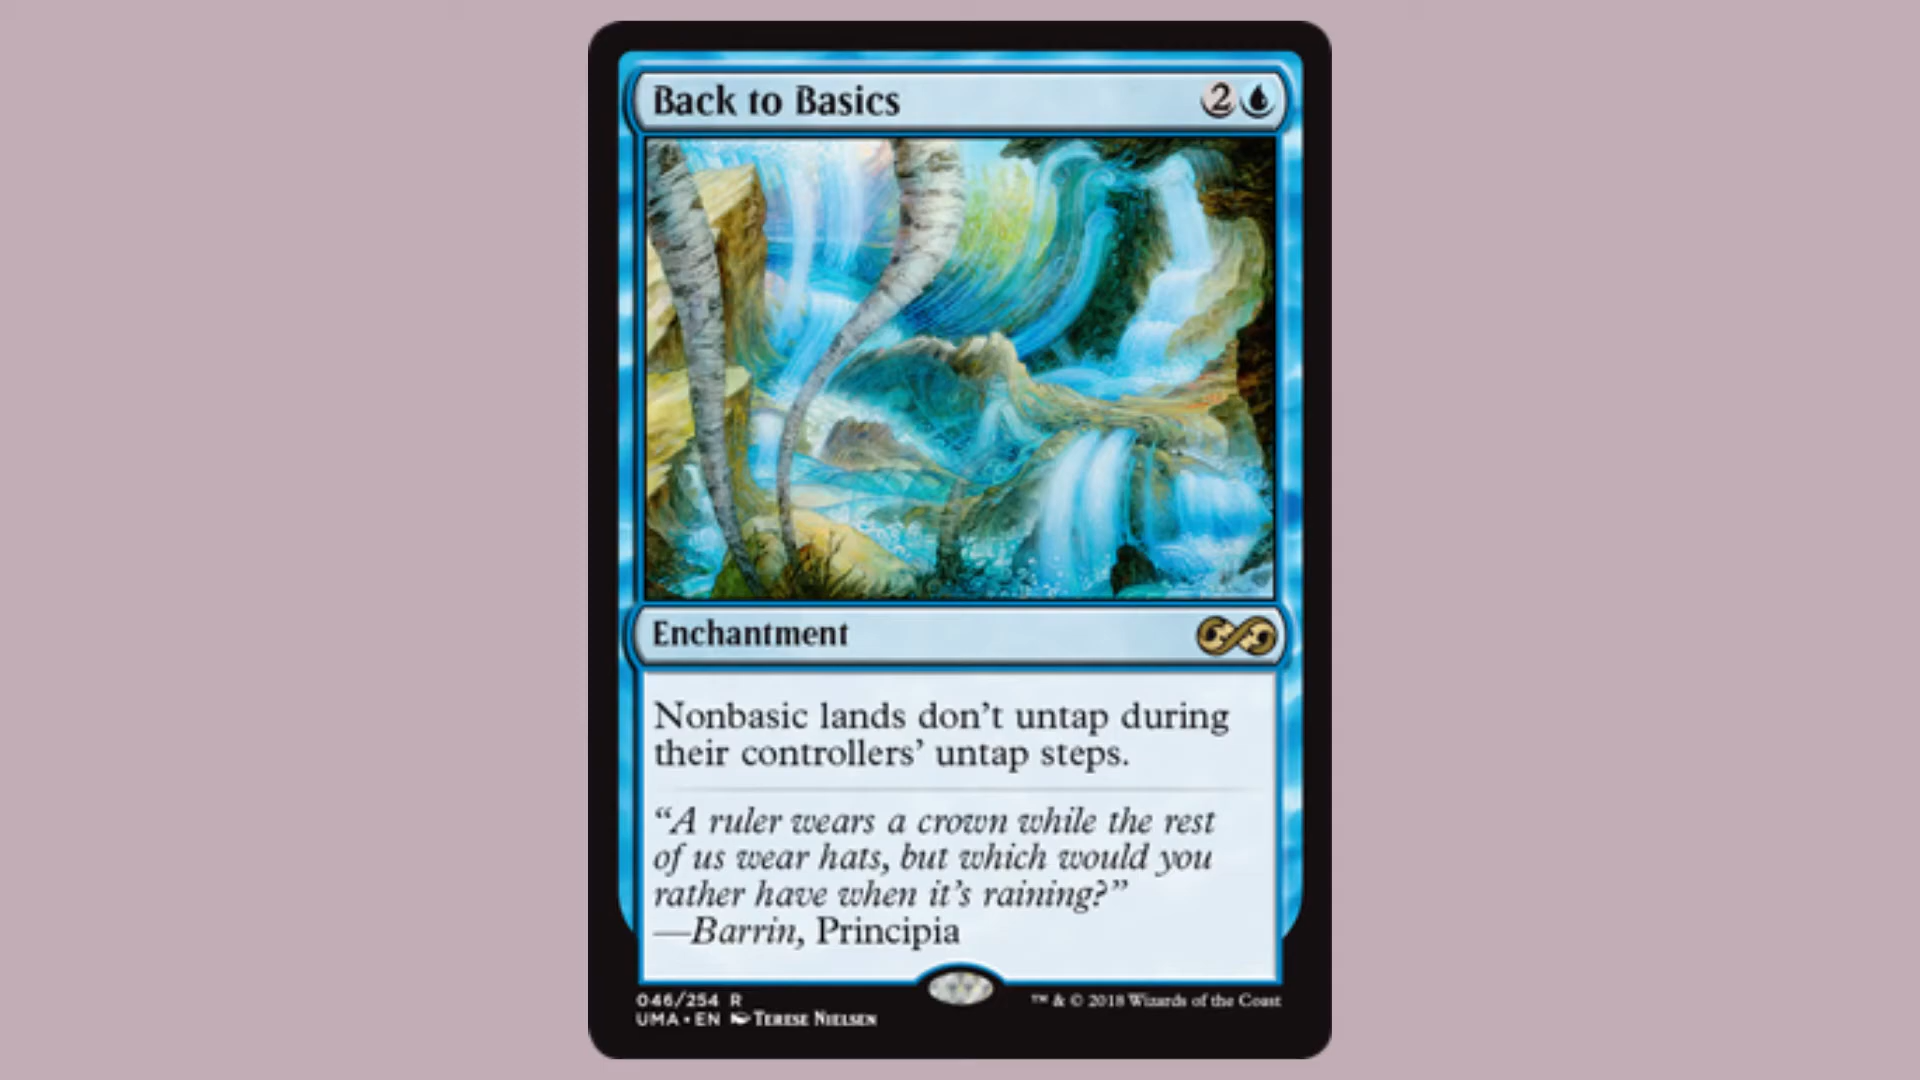 Back to Basics 2
Enchantment
Nonbasic lands don't untap during
their controllers' untap steps.
“A ruler wears a crown while the rest
of us wear hats, but which would you
rather have when it's raining?”
—Barrin, Principia
046/254 R
™ & © 2018 Wizards of the Coast
UMA • EN TERESE NIELSEN